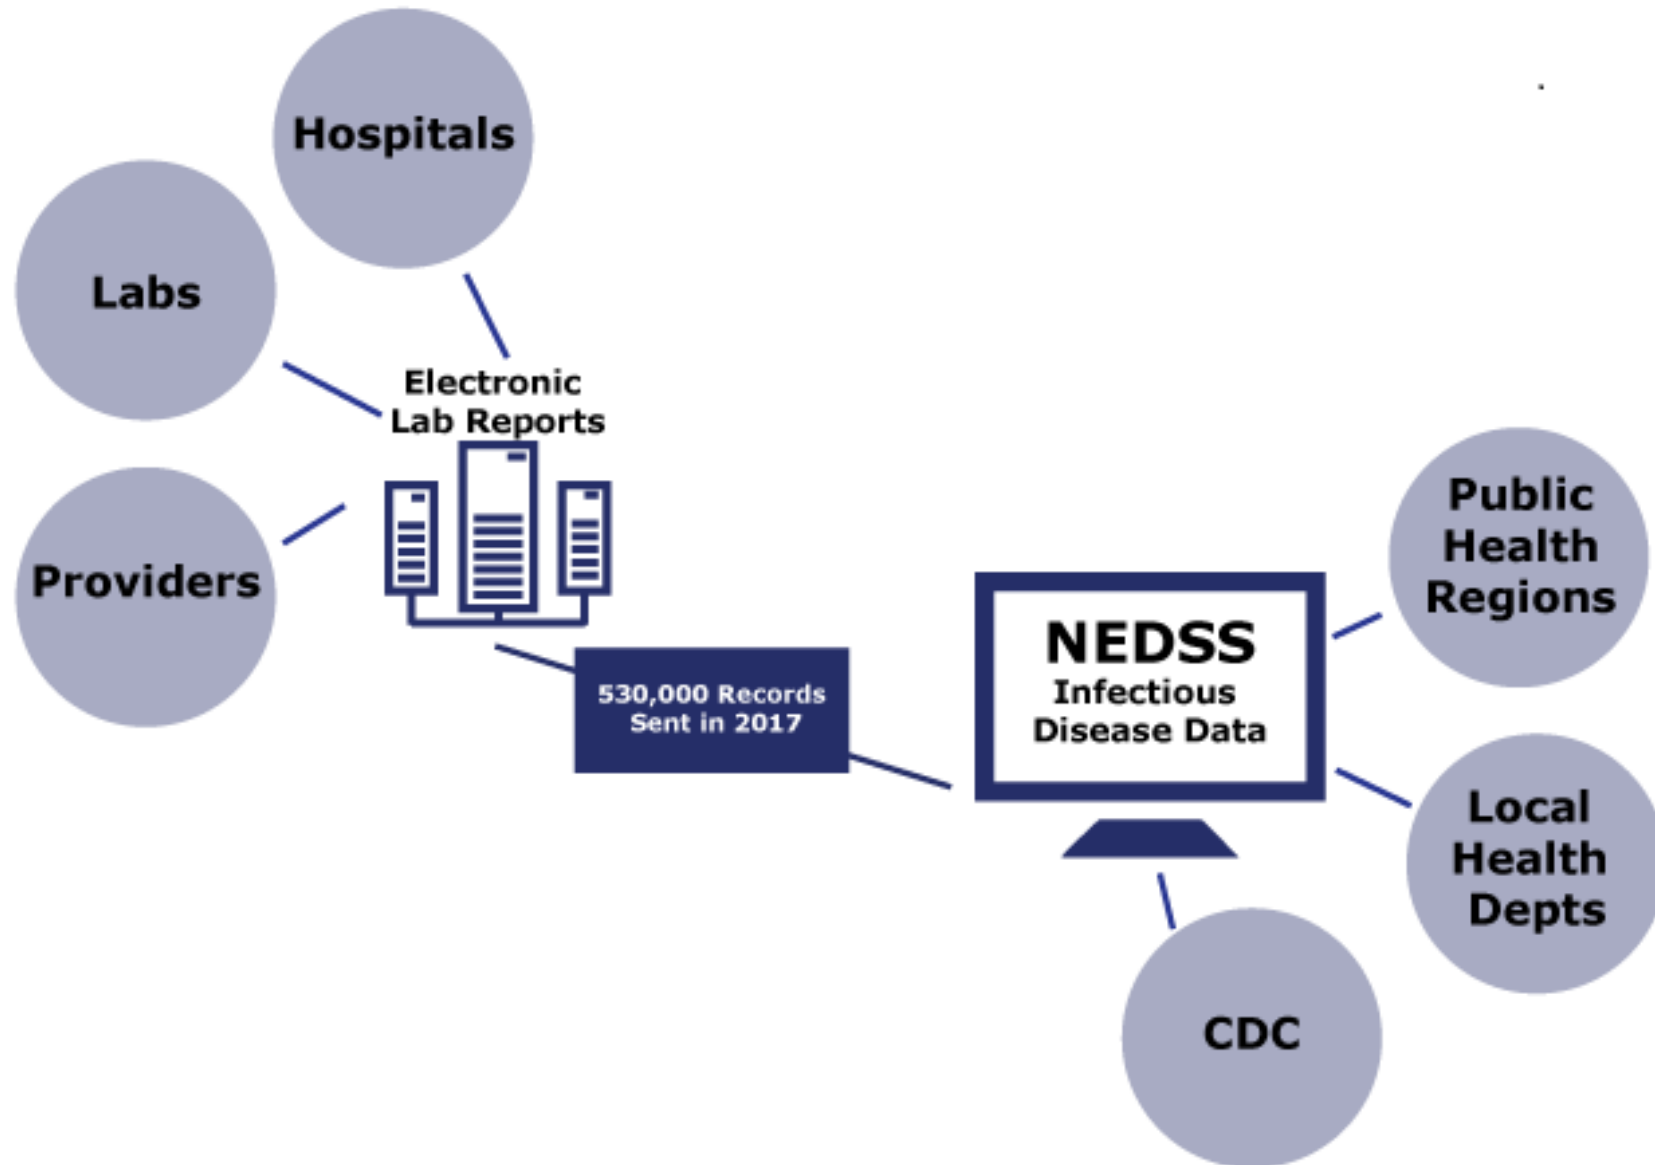 Hospitals
Labs
Providers
Electronic
Lab Reports
530,000 Records
Sent in 2017
NEDSS
Infectious
Disease Data
Public
Health
Regions
Local
Health
Depts
CDC